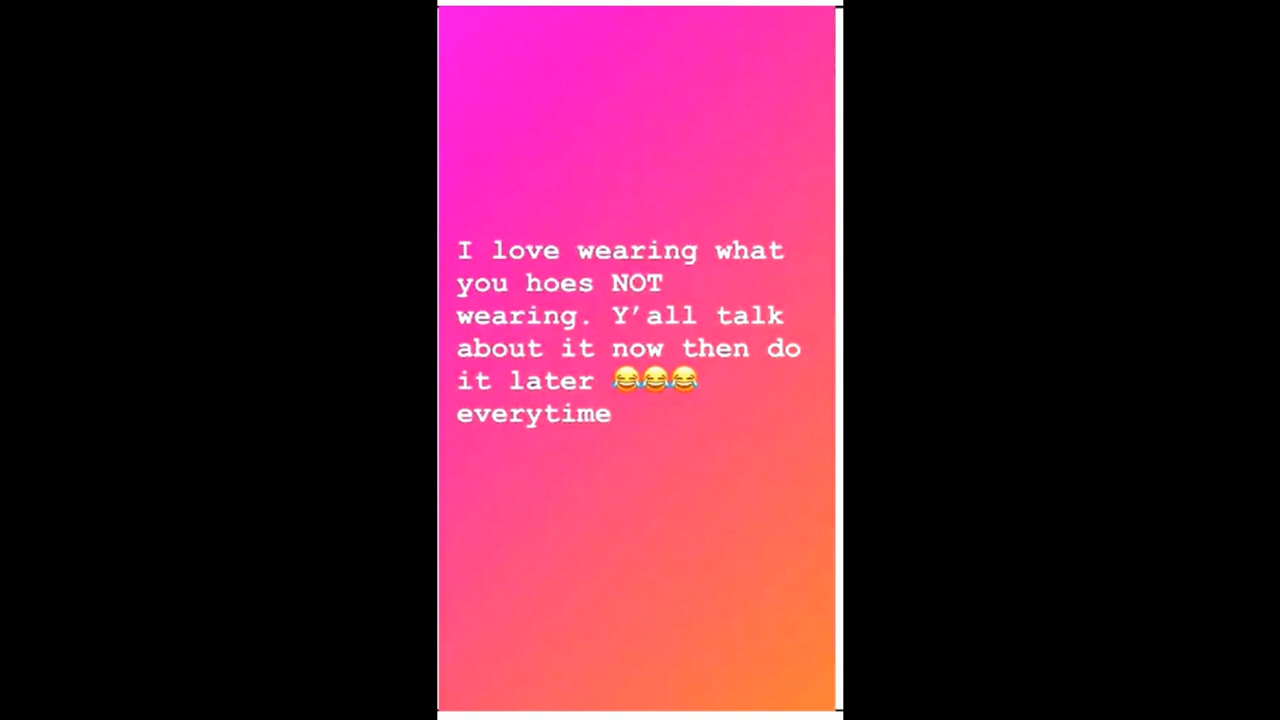 I love wearing what
you hoes NOT
wearing. Y’all talk
about it now then do
it later 😂😂😂
everytime